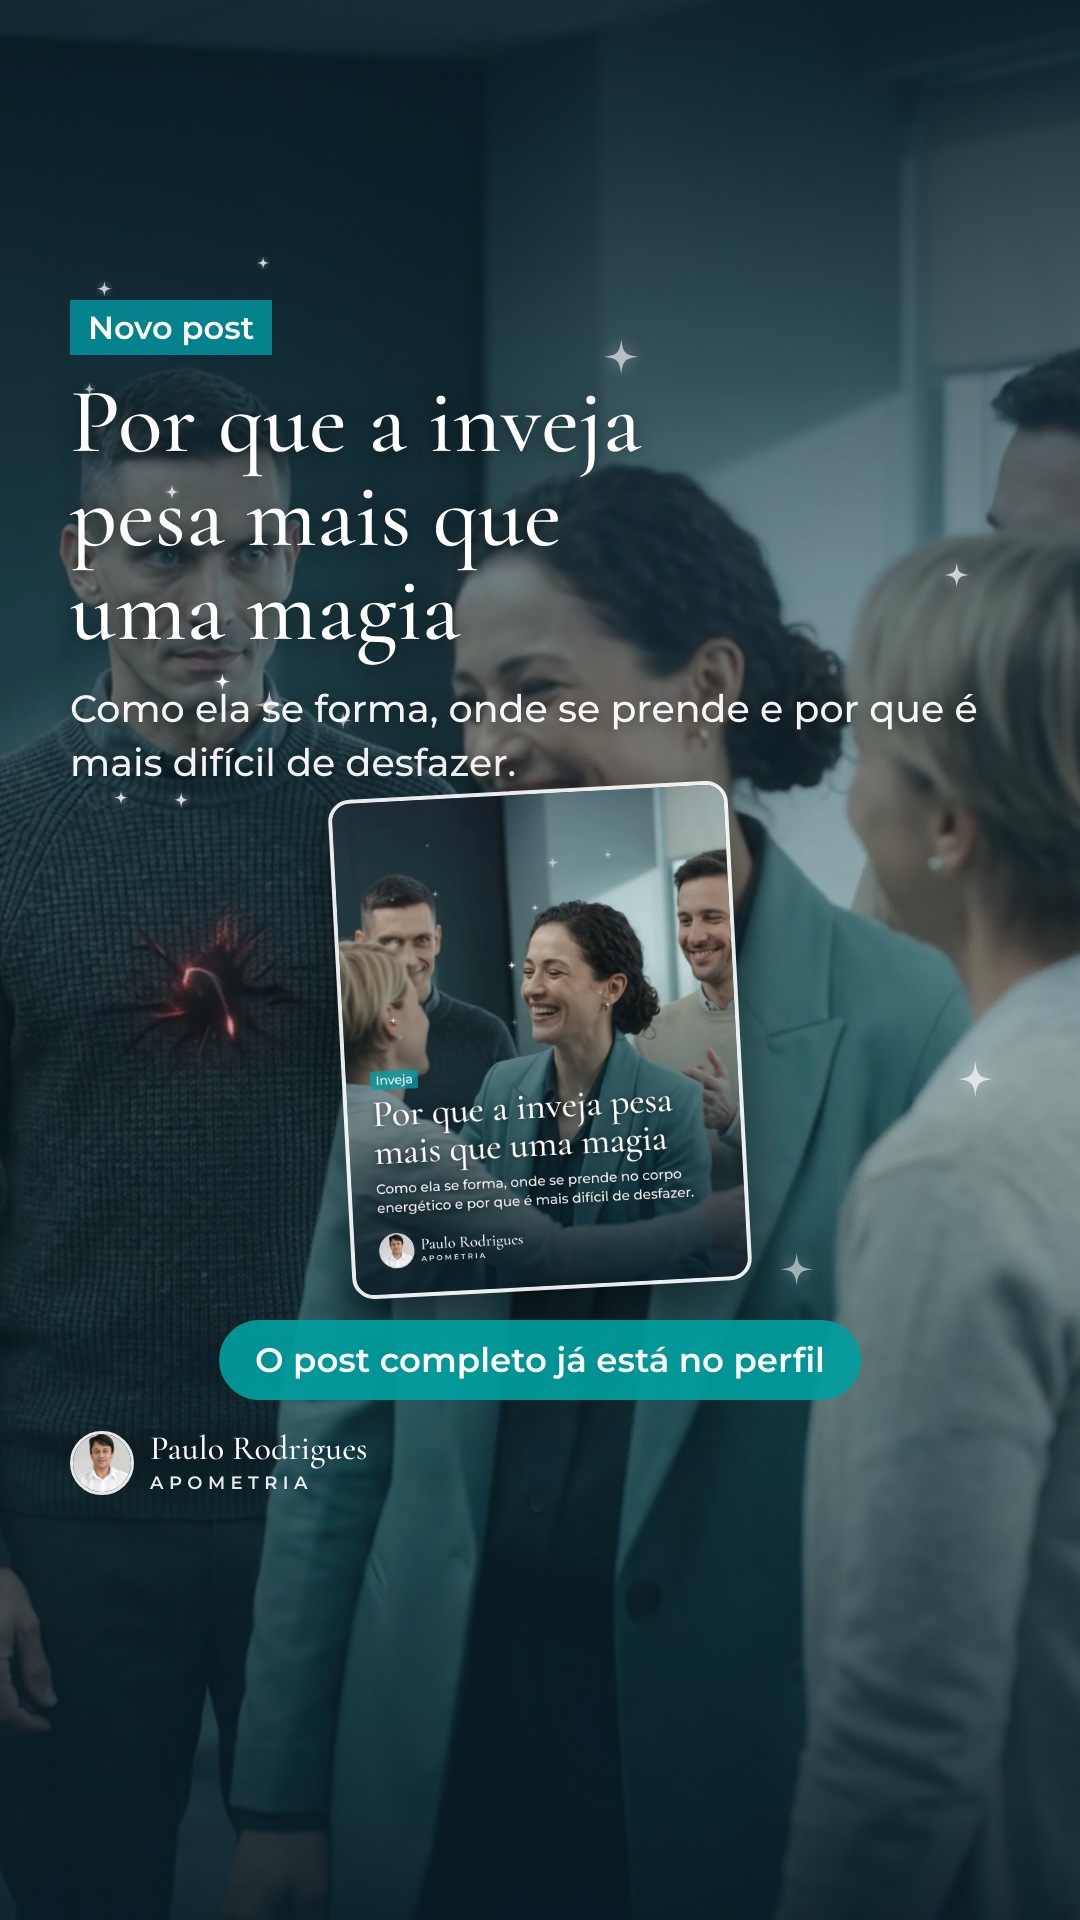 Novo post
Por que a inveja
pesa mais que
uma magia
Como ela se forma, onde se prende e por que é
mais difícil de desfazer.
Inveja
Por que a inveja pesa
mais que uma magia
Como ela se forma, onde se prende no corpo
energético e por que é mais difícil de desfazer.
Paulo Rodrigues
APOMETRIA
O post completo já está no perfil
Paulo Rodrigues
APOMETRIA